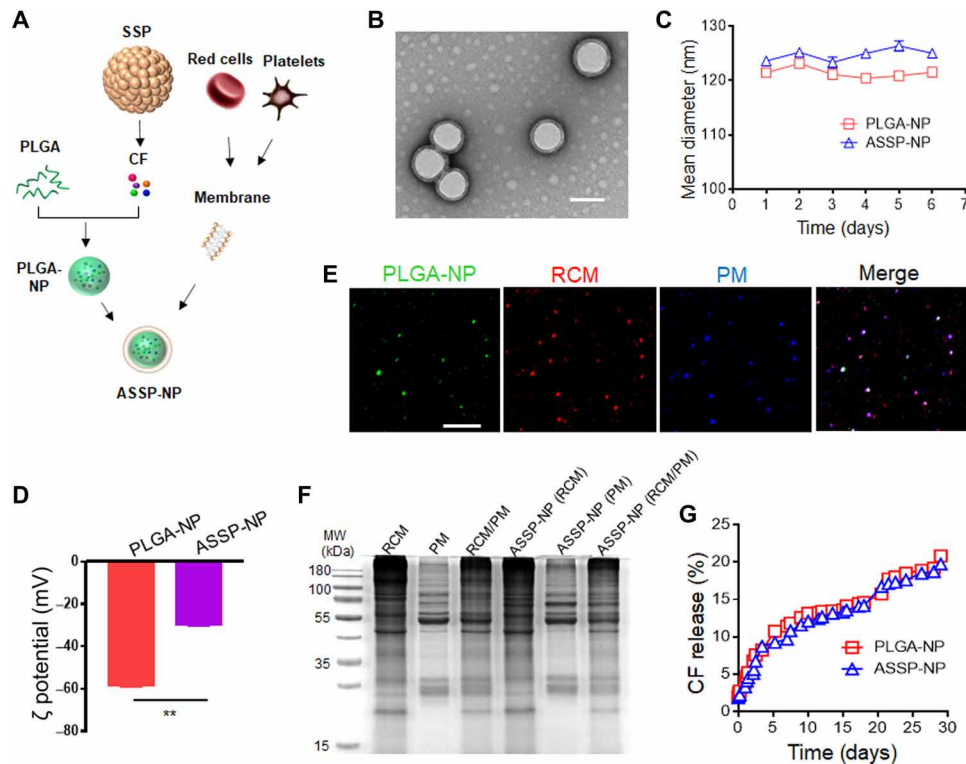 A
SSP
Red cells
Platelets
PLGA
CF
Membrane
PLGA-
NP
ASSP-NP
B
C
Mean diameter (nm)
130
120
110
100
0 1 2 3 4 5 6 7
Time (days)
PLGA-NP
ASSP-NP
E
PLGA-NP
RCM
PM
Merge
D
PLGA-NP
ASSP-NP
ζ potential (mV)
0
–20
–40
–60
–80
**
F
MW
(kDa)
RCM
PM
RCM/PM
ASSP-NP (RCM)
ASSP-NP (PM)
ASSP-NP (RCM/PM)
180
100
55
35
15
G
CF release (%)
25
20
15
10
5
0
0 5 10 15 20 25 30
Time (days)
PLGA-NP
ASSP-NP